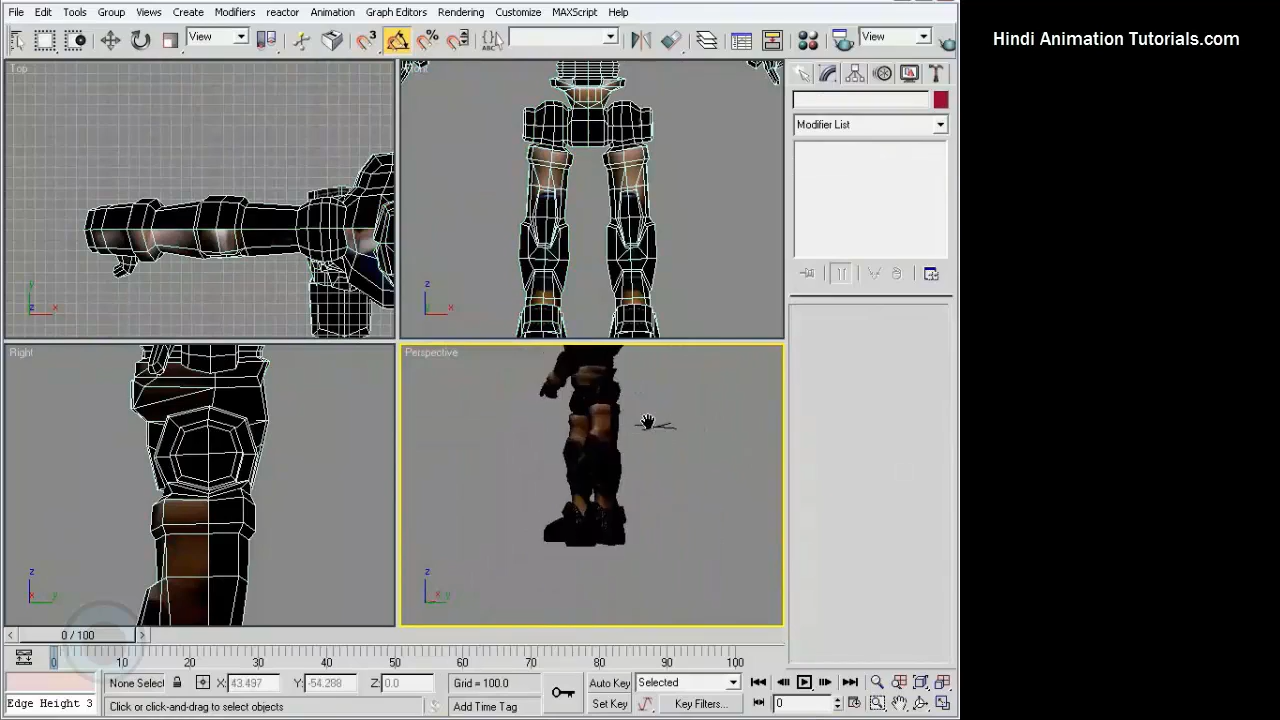 File Edit Tools Group Views Create Modifiers reactor Animation Graph Editors Rendering Customize MAXScript Help
Hindi Animation Tutorials.com
View
3
%
View
Top
Front
Modifier List
z
x
z
x
Right
Perspective
z
x y
z
x y
0 / 100
0 10 20 30 40 50 60 70 80 90 100
None Select X: 43.497 Y: -54.288 Z: 0.0 Grid = 100.0 Auto Key Selected
Edge Height 3 Click or click-and-drag to select objects Add Time Tag Set Key Key Filters... 0